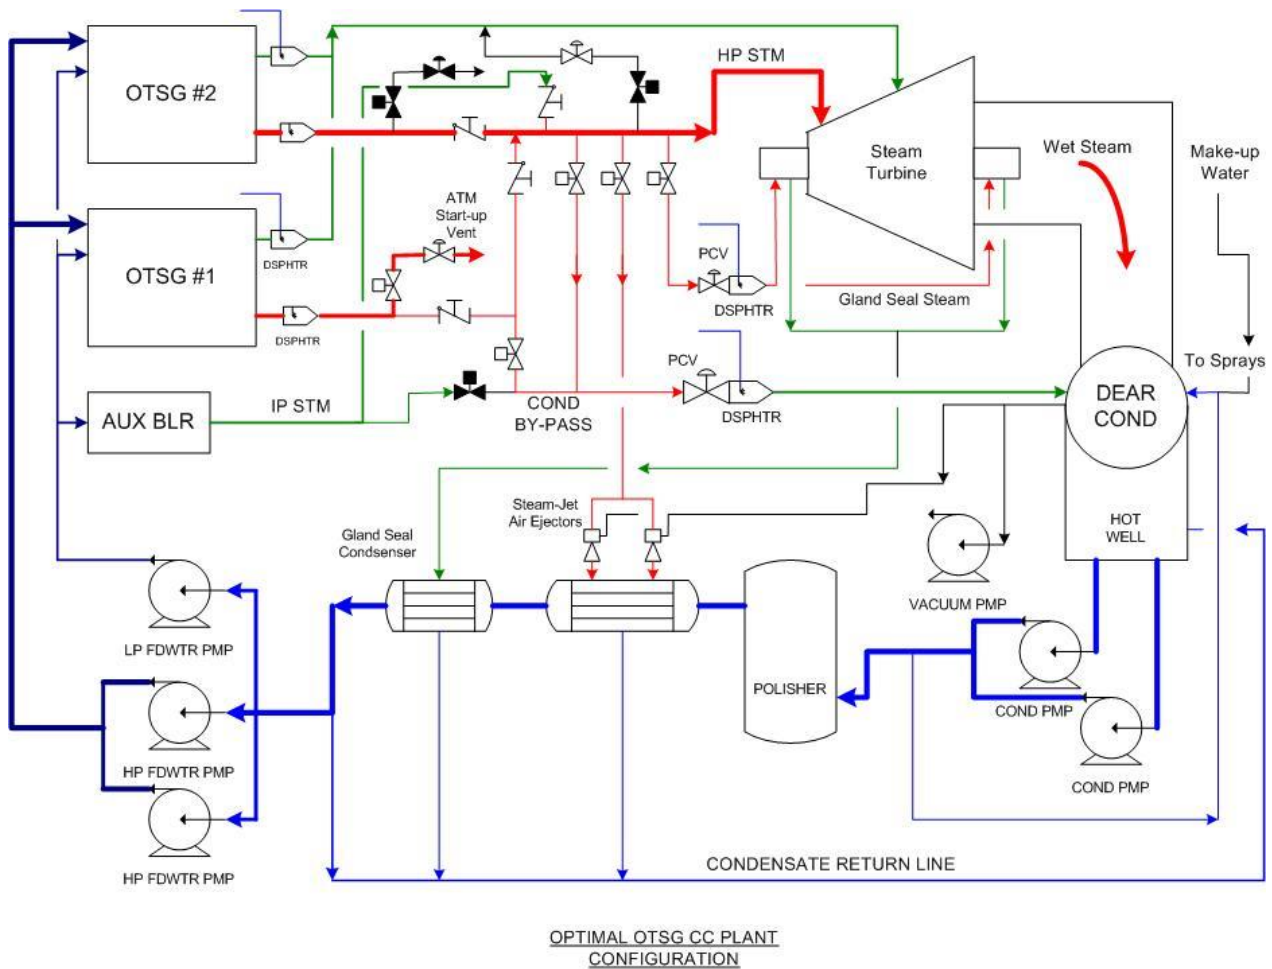 HP STM
OTSG #2
Steam
Turbine
Wet Steam
Make-up
Water
ATM
Start-up
Vent
DSPHTR
OTSG #1
PCV
DSPHTR
Gland Seal Steam
DSPHTR
PCV
To Sprays
IP STM
AUX BLR
COND
BY-PASS
DSPHTR
DEAR
COND
Steam-Jet
Air Ejectors
Gland Seal
Condsenser
HOT
WELL
VACUUM PMP
LP FDWTR PMP
POLISHER
COND PMP
HP FDWTR PMP
COND PMP
HP FDWTR PMP
CONDENSATE RETURN LINE
OPTIMAL OTSG CC PLANT
CONFIGURATION